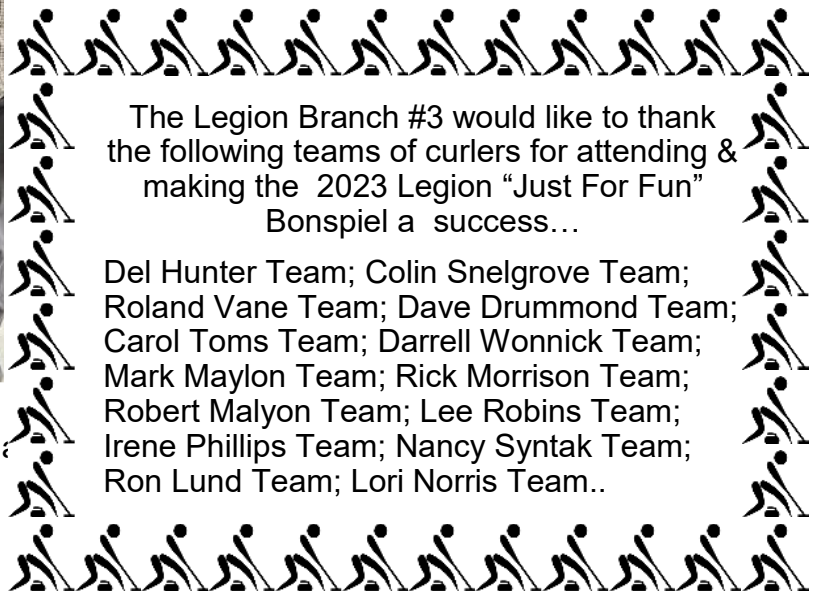 The Legion Branch #3 would like to thank
the following teams of curlers for attending &
making the  2023 Legion “Just For Fun”
Bonspiel a  success…
Del Hunter Team; Colin Snelgrove Team;
Roland Vane Team; Dave Drummond Team;
Carol Toms Team; Darrell Wonnick Team;
Mark Maylon Team; Rick Morrison Team;
Robert Malyon Team; Lee Robins Team;
Irene Phillips Team; Nancy Syntak Team;
Ron Lund Team; Lori Norris Team..